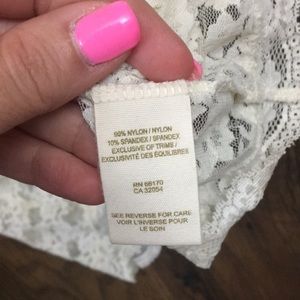 90% NYLON / NYLON
10% SPANDEX / SPANDEX
EXCLUSIVE OF TRIMS /
EXCLUSIVITÉ DES ÉQUILIBRES
RN 66170
CA 32054
SEE REVERSE FOR CARE
VOIR L'INVERSE POUR
LE SOIN